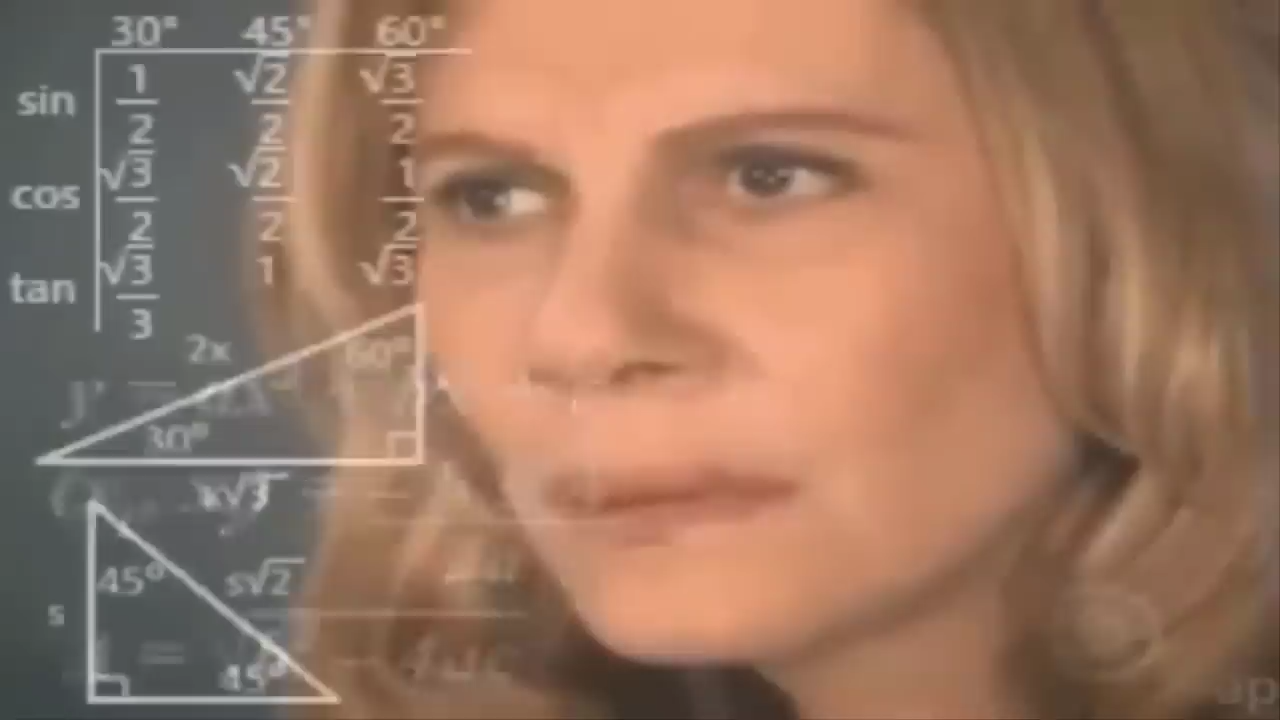 30° 45° 60°
sin 1/2 √2/2 √3/2
cos √3/2 √2/2 1/2
tan √3/3 1 √3
2x
60°
30°
x√3
45°
s√2
s
45°